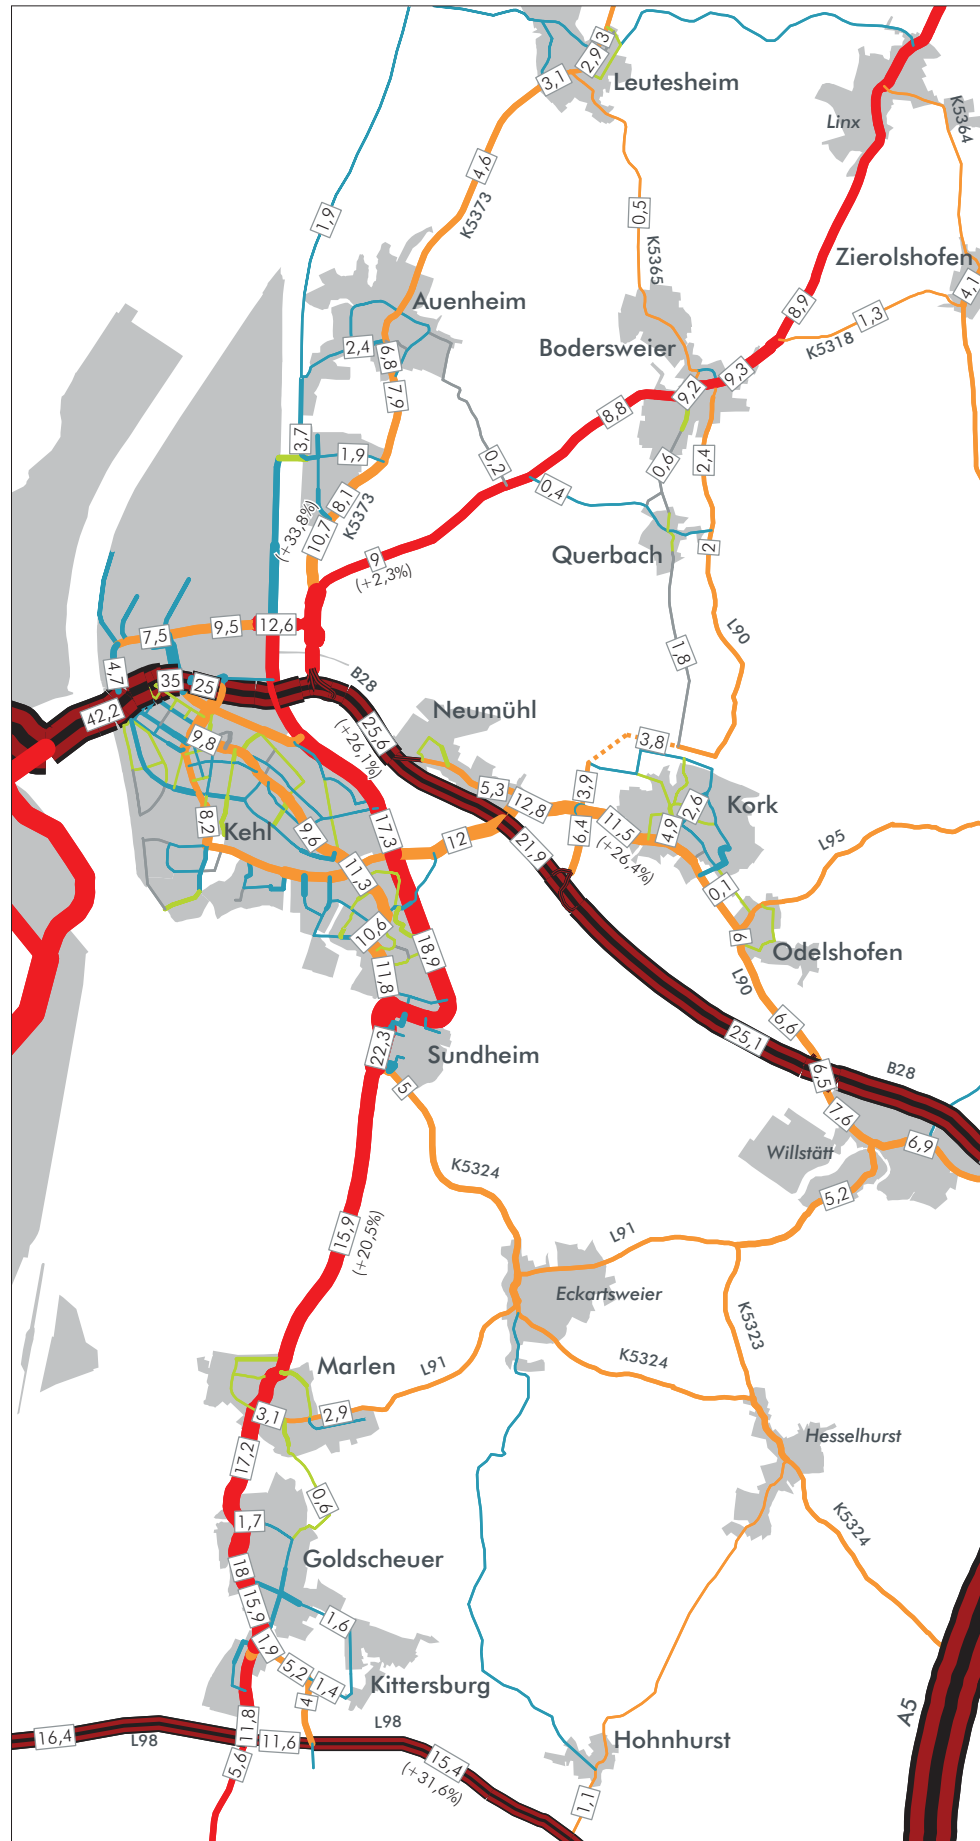 3
2,9
3,1
Leutesheim
Linx
K5364
4,6
K5373
1,9
0,5
K5365
Zierolshofen
4,1
Auenheim
8,9
1,3
K5318
Bodersweier
2,4
6,8
7,9
9,3
9,2
8,8
3,7
1,9
0,2
0,6
2,4
0,4
8,1
K5373
(+33,8%)
10,7
Querbach
2
9
(+2,3%)
7,5
9,5
12,6
L90
1,8
4,7
35
25
B28
42,2
Neumühl
25,6
(+26,1%)
9,8
3,8
5,3
12,8
3,9
Kork
2,6
8,2
Kehl
9,6
17,3
12
6,4
11,5
(+26,4%)
4,8
L95
21,9
11,3
0,1
10,6
18,9
9
Odelshofen
11,8
L90
6,6
22,3
Sundheim
25,1
6,5
B28
5
7,6
Willstätt
6,9
K5324
5,2
15,9
(+20,5%)
L91
Eckartsweier
K5323
Marlen
L91
K5324
3,1
2,9
17,2
Hesselhurst
0,6
1,7
K5324
Goldscheuer
18
15,9
1,6
1,9
5,2
1,4
Kittersburg
4
A5
11,8
16,4
L98
11,6
L98
Hohnhurst
5,6
15,4
(+31,6%)
1,1